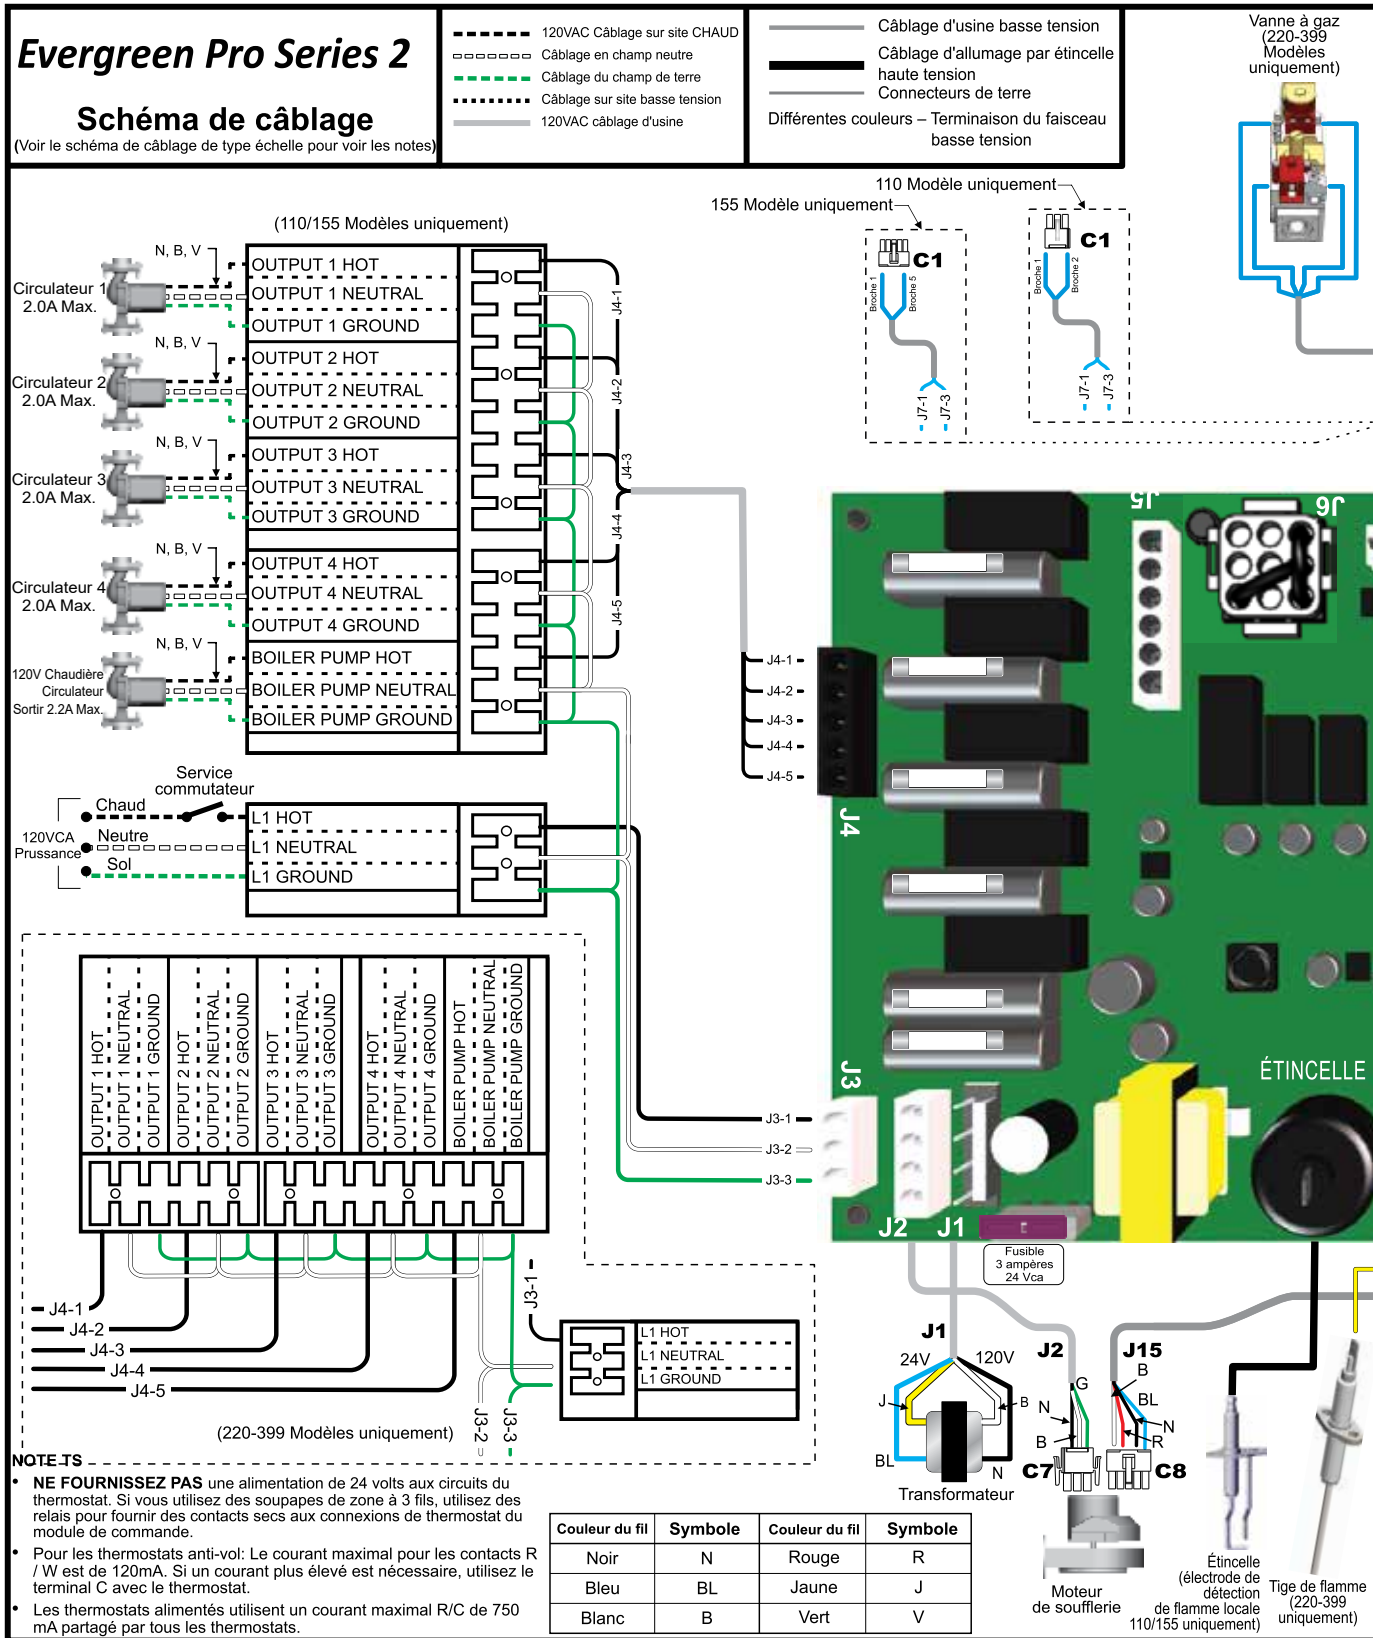 Evergreen Pro Series 2
Schéma de câblage
(Voir le schéma de câblage de type échelle pour voir les notes)
120VAC Câblage sur site CHAUD
Câblage en champ neutre
Câblage du champ de terre
Câblage sur site basse tension
120VAC câblage d'usine
Câblage d'usine basse tension
Câblage d'allumage par étincelle
haute tension
Connecteurs de terre
Différentes couleurs – Terminaison du faisceau
basse tension
Vanne à gaz
(220-399
Modèles
uniquement)
110 Modèle uniquement
155 Modèle uniquement
C1
Broche 1
Broche 5
J7-1
J7-3
C1
Broche 1
Broche 2
J7-1
J7-3
(110/155 Modèles uniquement)
N, B, V
Circulateur 1
2.0A Max.
OUTPUT 1 HOT
OUTPUT 1 NEUTRAL
OUTPUT 1 GROUND
N, B, V
Circulateur 2
2.0A Max.
OUTPUT 2 HOT
OUTPUT 2 NEUTRAL
OUTPUT 2 GROUND
N, B, V
Circulateur 3
2.0A Max.
OUTPUT 3 HOT
OUTPUT 3 NEUTRAL
OUTPUT 3 GROUND
N, B, V
Circulateur 4
2.0A Max.
OUTPUT 4 HOT
OUTPUT 4 NEUTRAL
OUTPUT 4 GROUND
N, B, V
120V Chaudière
Circulateur
Sortir 2.2A Max.
BOILER PUMP HOT
BOILER PUMP NEUTRAL
BOILER PUMP GROUND
J4-1
J4-2
J4-3
J4-4
J4-5
J4-1
J4-2
J4-3
J4-4
J4-5
J5
J6
J4
J3
J2
J1
ÉTINCELLE
Service
commutateur
120VCA
Prussance
Chaud
Neutre
Sol
L1 HOT
L1 NEUTRAL
L1 GROUND
J3-1
J3-2
J3-3
Fusible
3 ampères
24 Vca
OUTPUT 1 HOT
OUTPUT 1 NEUTRAL
OUTPUT 1 GROUND
OUTPUT 2 HOT
OUTPUT 2 NEUTRAL
OUTPUT 2 GROUND
OUTPUT 3 HOT
OUTPUT 3 NEUTRAL
OUTPUT 3 GROUND
OUTPUT 4 HOT
OUTPUT 4 NEUTRAL
OUTPUT 4 GROUND
BOILER PUMP HOT
BOILER PUMP NEUTRAL
BOILER PUMP GROUND
J4-1
J4-2
J4-3
J4-4
J4-5
J3-1
J3-2
J3-3
L1 HOT
L1 NEUTRAL
L1 GROUND
(220-399 Modèles uniquement)
J1
24V
120V
J
B
BL
N
Transformateur
J2
G
N
B
C7
J15
B
BL
N
R
C8
Moteur
de soufflerie
Étincelle
(électrode de
détection
de flamme locale
110/155 uniquement)
Tige de flamme
(220-399
uniquement)
NOTE TS
• NE FOURNISSEZ PAS une alimentation de 24 volts aux circuits du
thermostat. Si vous utilisez des soupapes de zone à 3 fils, utilisez des
relais pour fournir des contacts secs aux connexions de thermostat du
module de commande.
• Pour les thermostats anti-vol: Le courant maximal pour les contacts R
/ W est de 120mA. Si un courant plus élevé est nécessaire, utilisez le
terminal C avec le thermostat.
• Les thermostats alimentés utilisent un courant maximal R/C de 750
mA partagé par tous les thermostats.
Couleur du fil Symbole Couleur du fil Symbole
Noir N Rouge R
Bleu BL Jaune J
Blanc B Vert V